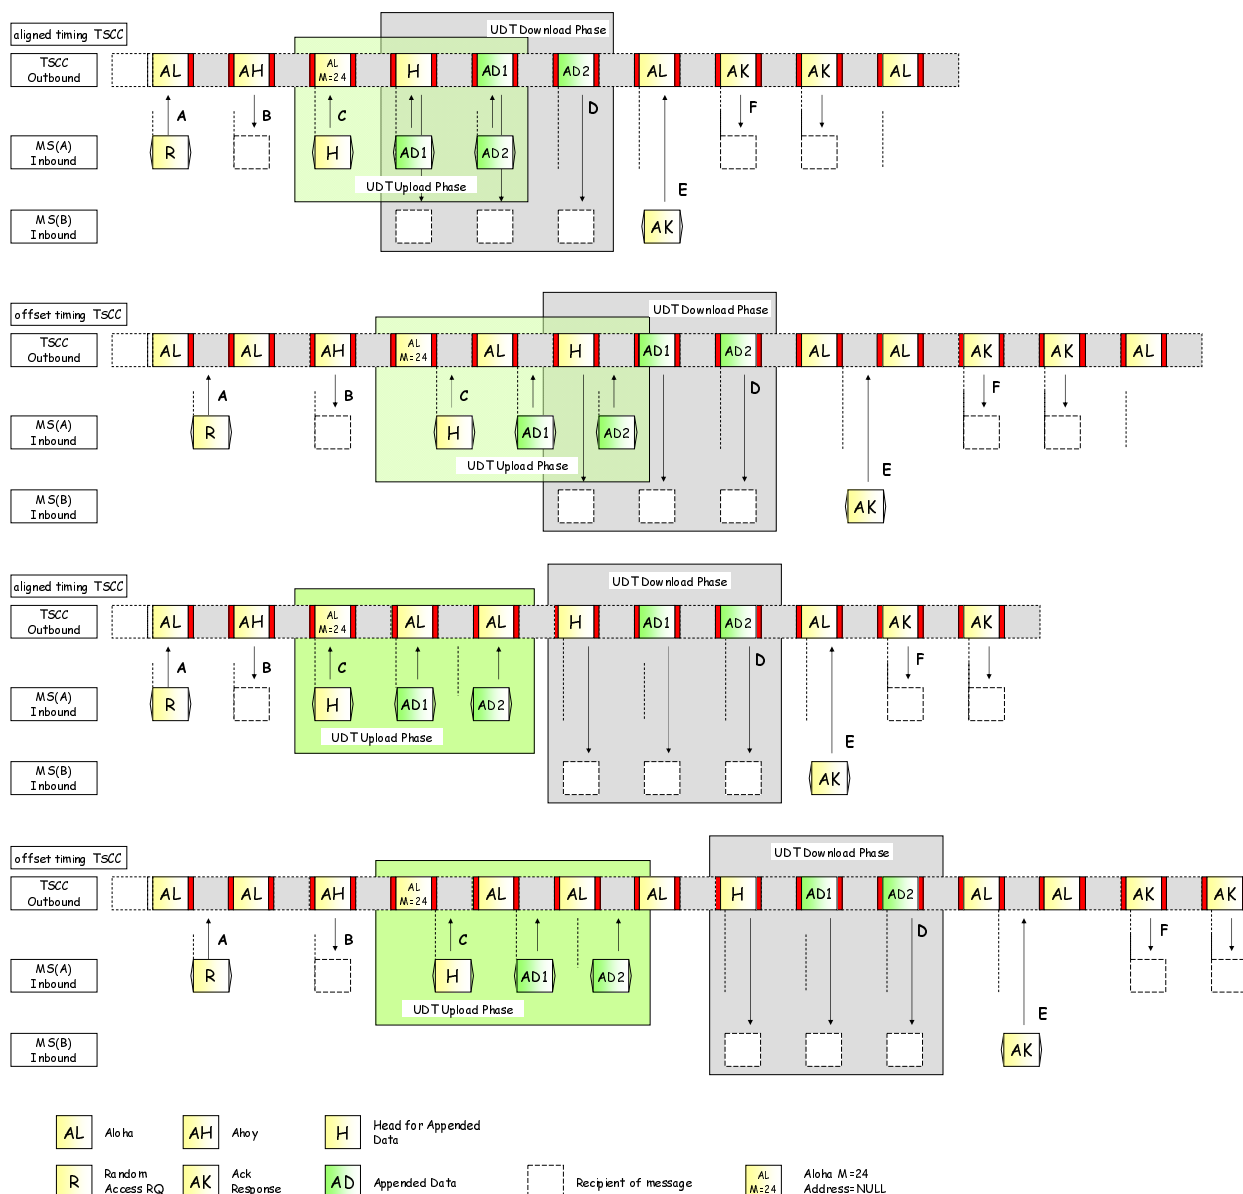 aligned timing TSCC
UDT Download Phase
TSCC Outbound
AL AH AL M=24 H AD1 AD2 AL AK AK AL
A B C D F
MS(A) Inbound
R H AD1 AD2
UDT Upload Phase
E
MS(B) Inbound
AK
offset timing TSCC
UDT Download Phase
TSCC Outbound
AL AL AH AL M=24 AL H AD1 AD2 AL AL AK AK AL
A B C D F
MS(A) Inbound
R H AD1 AD2
UDT Upload Phase
E
MS(B) Inbound
AK
aligned timing TSCC
UDT Download Phase
TSCC Outbound
AL AH AL M=24 AL AL H AD1 AD2 AL AK AK
A B C D F
MS(A) Inbound
R H AD1 AD2
UDT Upload Phase
E
MS(B) Inbound
AK
offset timing TSCC
UDT Download Phase
TSCC Outbound
AL AL AH AL M=24 AL AL AL H AD1 AD2 AL AL AK AK
A B C D F
MS(A) Inbound
R H AD1 AD2
UDT Upload Phase
E
MS(B) Inbound
AK
AL Aloha
AH Ahoy
H Head for Appended Data
R Random Access RQ
AK Ack Response
AD Appended Data
Recipient of message
AL M=24 Aloha M=24 Address=NULL